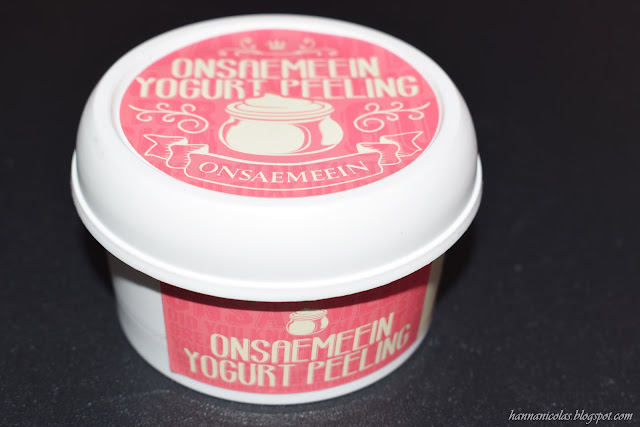 ONSAEMEEIN
YOGURT PEELING
ONSAEMEEIN
ONSAEMEEIN
YOGURT PEELING
hannanicolas.blogspot.com